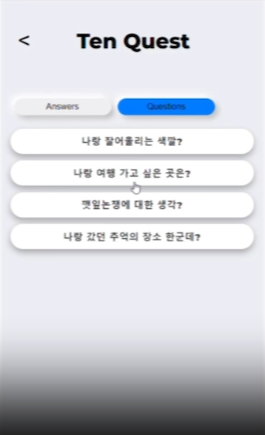 <
Ten Quest
Answers
Questions
나랑 잘어울리는 색깔?
나랑 여행 가고 싶은 곳은?
깻잎논쟁에 대한 생각?
나랑 갔던 추억의 장소 한군데?